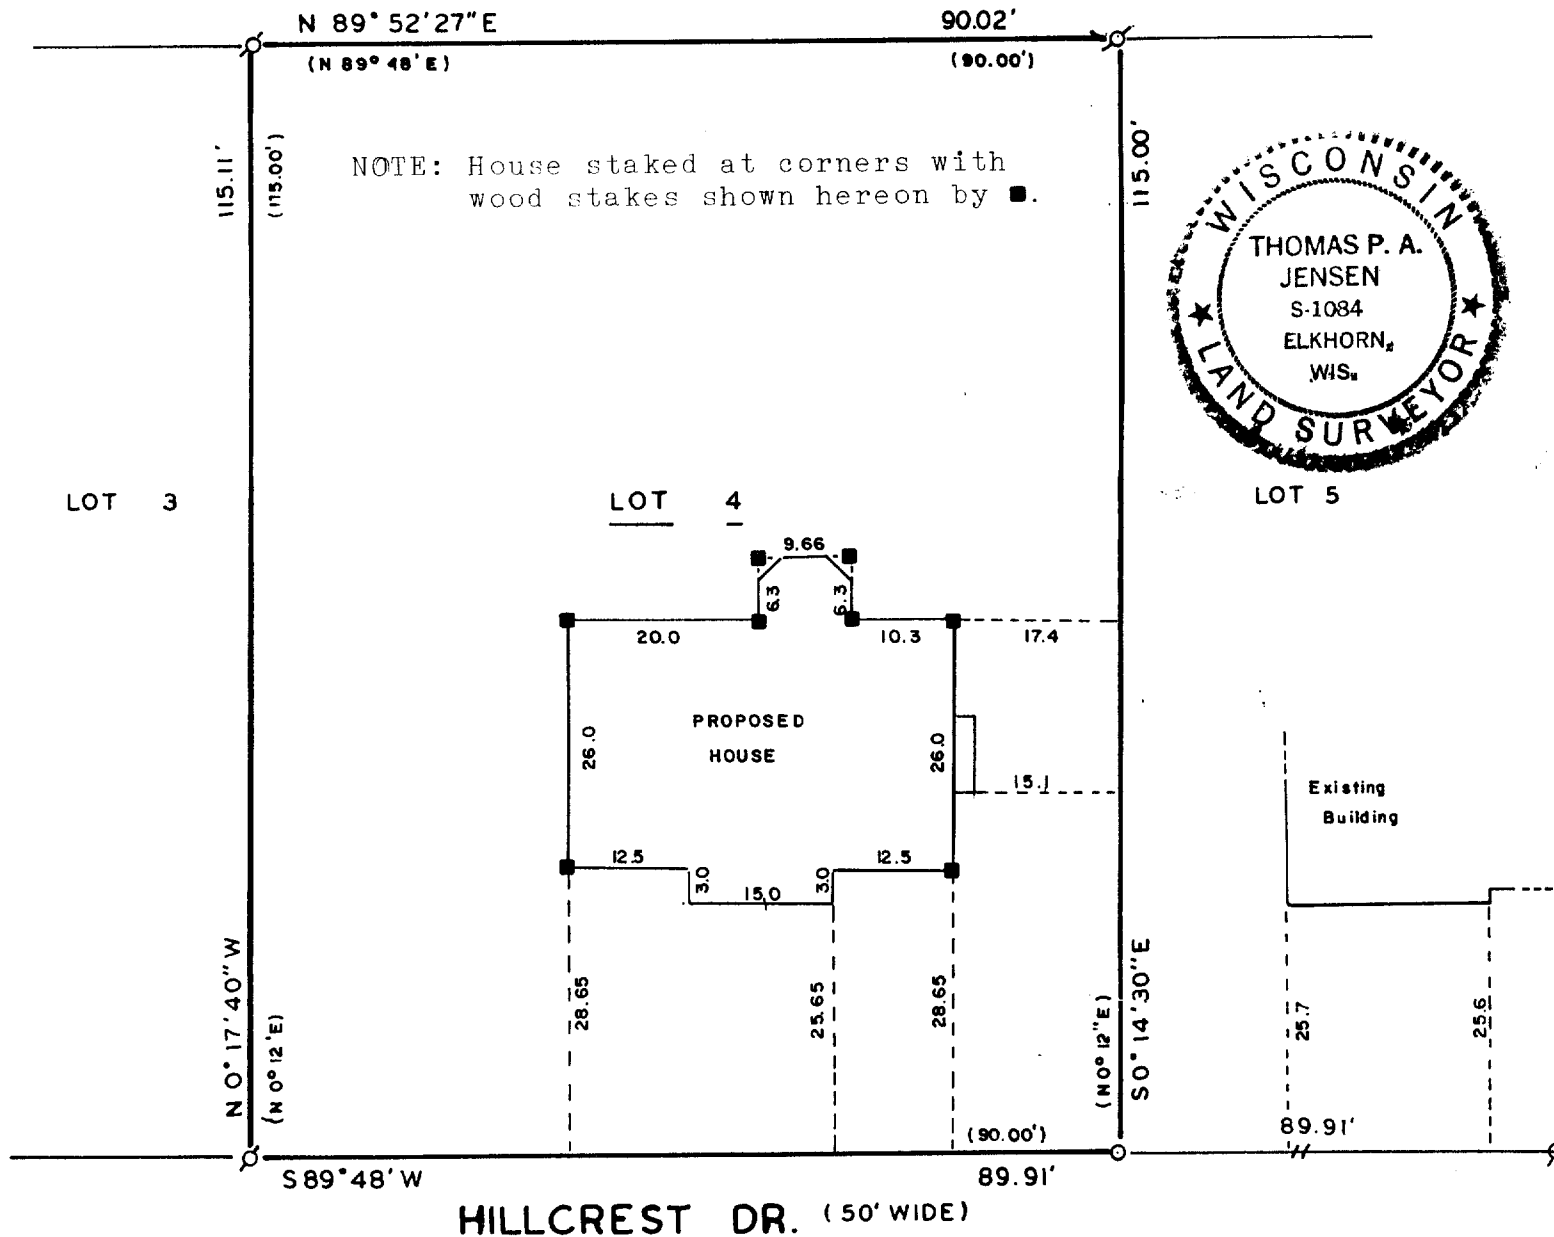 N 89° 52' 27" E 90.02'
(N 89° 48' E) (90.00')
115.11'
(115.00')
115.00'
NOTE: House staked at corners with
wood stakes shown hereon by ■.
WISCONSIN
THOMAS P. A.
JENSEN
S-1084
ELKHORN,
WIS.
LAND SURVEYOR
LOT 3
LOT 4
LOT 5
9.66
6.3
6.3
20.0
10.3
17.4
PROPOSED
HOUSE
26.0
26.0
15.1
Existing
Building
12.5
12.5
3.0
3.0
15.0
28.65
25.65
28.65
25.7
25.6
N 0° 17' 40" W
(N 0° 12' E)
(N 0° 12" E)
S 0° 14' 30" E
(90.00')
89.91'
S 89° 48' W
89.91'
HILLCREST DR. (50' WIDE)